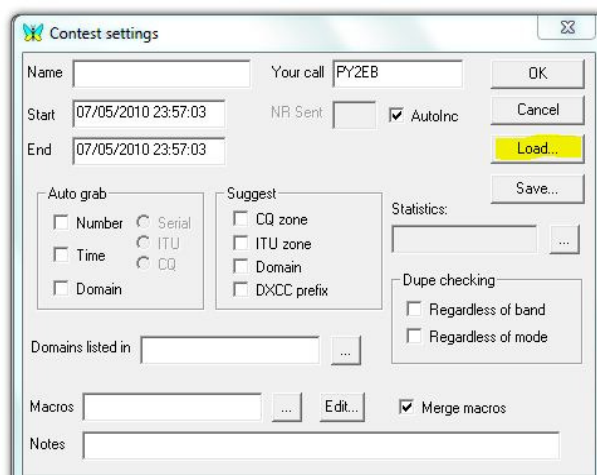 Contest settings
Name Your call PY2EB OK
Start 07/05/2010 23:57:03 NR Sent AutoInc Cancel
End 07/05/2010 23:57:03 Load...
Save...
Auto grab Suggest Statistics:
Number Serial CQ zone
ITU ITU zone ...
Time CQ Domain
Domain DXCC prefix
Dupe checking
Regardless of band
Regardless of mode
Domains listed in ...
Macros ... Edit... Merge macros
Notes